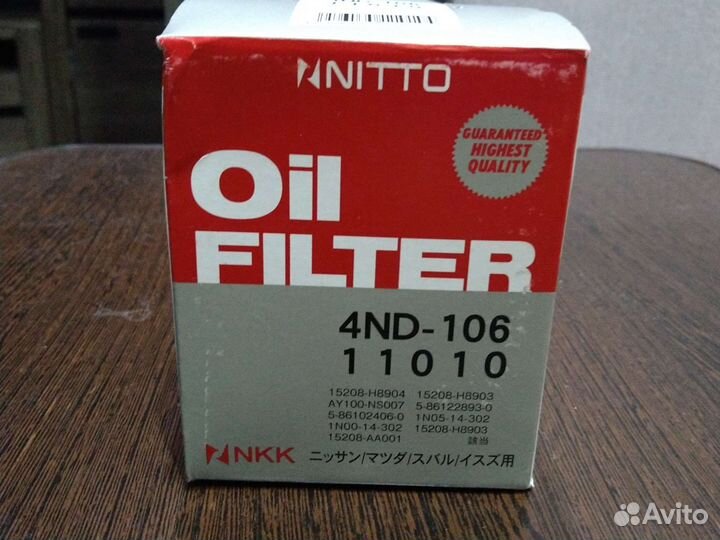 NITTO
GUARANTEED
HIGHEST
QUALITY
Oil
FILTER
4ND-106
11010
15208-H8904 15208-H8903
AY100-NS007 5-86122893-0
5-86102406-0 1N05-14-302
1N00-14-302 15208-H8903
15208-AA001 該当
NKK ニッサン/マツダ/スバル/イスズ用
Avito